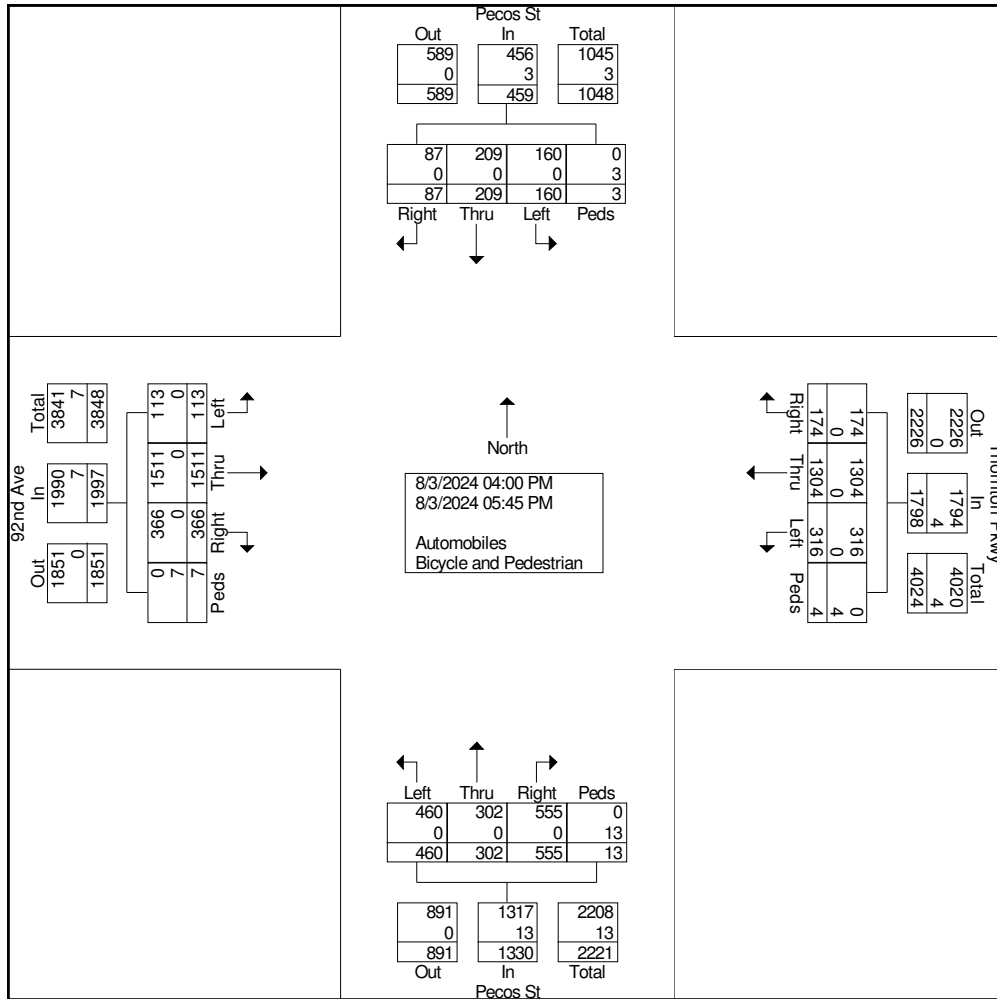 Pecos St
Out In Total
589 456 1045
0 3 3
589 459 1048
87 209 160 0
0 0 0 3
87 209 160 3
Right Thru Left Peds
92nd Ave
Total In Out
3841 1990 1851
7 7 0
3848 1997 1851
113 1511 366 0
0 0 0 7
113 1511 366 7
Left Thru Right Peds
North
8/3/2024 04:00 PM
8/3/2024 05:45 PM
Automobiles
Bicycle and Pedestrian
Thornton Pkwy
Out In Total
2226 1794 4020
0 4 4
2226 1798 4024
174 1304 316 0
0 0 0 4
174 1304 316 4
Right Thru Left Peds
Left Thru Right Peds
460 302 555 0
0 0 0 13
460 302 555 13
891 1317 2208
0 13 13
891 1330 2221
Out In Total
Pecos St